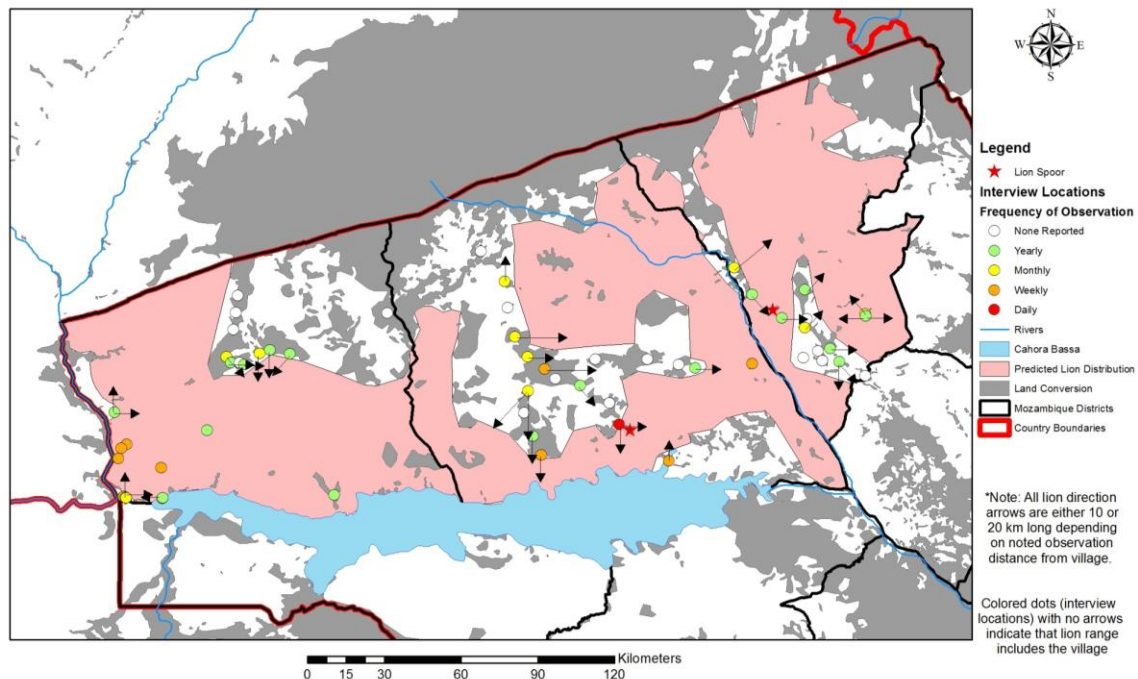 N
W E
S
Legend
Lion Spoor
Interview Locations
Frequency of Observation
None Reported
Yearly
Monthly
Weekly
Daily
Rivers
Cahora Bassa
Predicted Lion Distribution
Land Conversion
Mozambique Districts
Country Boundaries
*Note: All lion direction
arrows are either 10 or
20 km long depending
on noted observation
distance from village.
Colored dots (interview
locations) with no arrows
indicate that lion range
includes the village
Kilometers
0 15 30 60 90 120